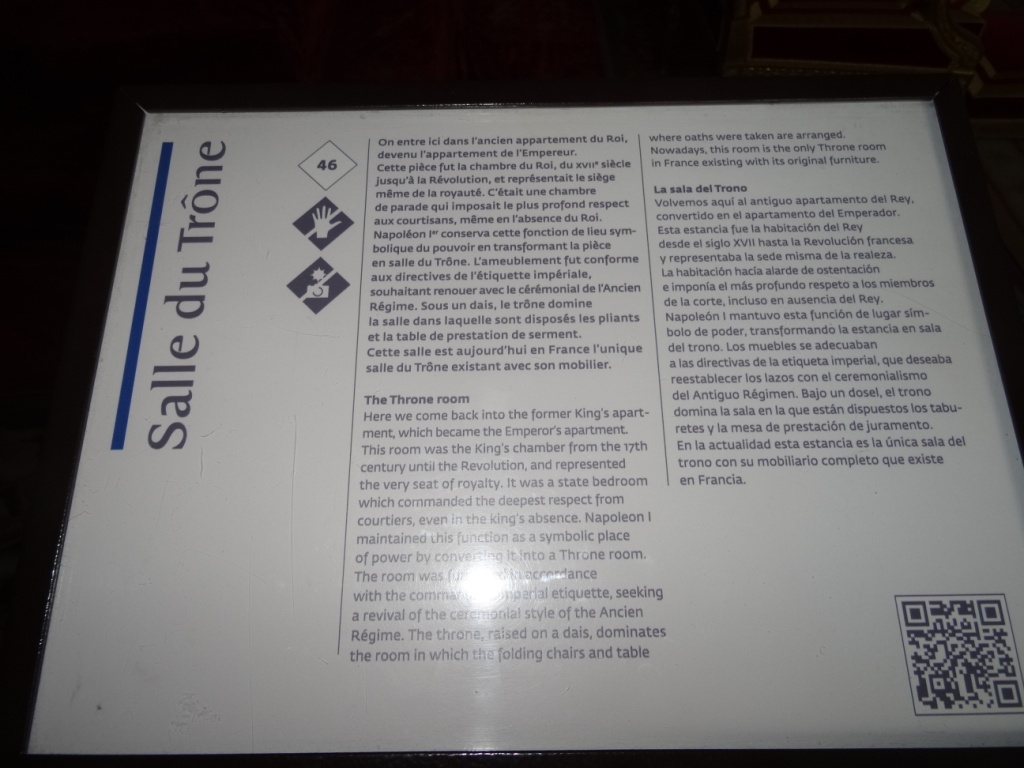 Salle du Trône
46
On entre ici dans l'ancien appartement du Roi,
devenu l'appartement de l'Empereur.
Cette pièce fut la chambre du Roi, du XVIIe siècle
jusqu'à la Révolution, et représentait le siège
même de la royauté. C'était une chambre
de parade qui imposait le plus profond respect
aux courtisans, même en l'absence du Roi.
Napoléon Ier conserva cette fonction de lieu sym-
bolique du pouvoir en transformant la pièce
en salle du Trône. L'ameublement fut conforme
aux directives de l'étiquette impériale,
souhaitant renouer avec le cérémonial de l'Ancien
Régime. Sous un dais, le trône domine
la salle dans laquelle sont disposés les pliants
et la table de prestation de serment.
Cette salle est aujourd'hui en France l'unique
salle du Trône existant avec son mobilier.
The Throne room
Here we come back into the former King's apart-
ment, which became the Emperor's apartment.
This room was the King's chamber from the 17th
century until the Revolution, and represented
the very seat of royalty. It was a state bedroom
which commanded the deepest respect from
courtiers, even in the king's absence. Napoleon I
maintained this function as a symbolic place
of power by converting it into a Throne room.
The room was in accordance
with the etiquette, seeking
a revival of the ceremonial style of the Ancien
Régime. The throne, raised on a dais, dominates
the room in which the folding chairs and table
where oaths were taken are arranged.
Nowadays, this room is the only Throne room
in France existing with its original furniture.
La sala del Trono
Volvemos aquí al antiguo apartamento del Rey,
convertido en el apartamento del Emperador.
Esta estancia fue la habitación del Rey
desde el siglo XVII hasta la Revolución francesa
y representaba la sede misma de la realeza.
La habitación hacía alarde de ostentación
e imponía el más profundo respeto a los miembros
de la corte, incluso en ausencia del Rey.
Napoleón I mantuvo esta función de lugar sím-
bolo de poder, transformando la estancia en sala
del trono. Los muebles se adecuaban
a las directivas de la etiqueta imperial, que deseaba
reestablecer los lazos con el ceremonialismo
del Antiguo Régimen. Bajo un dosel, el trono
domina la sala en la que están dispuestos los tabu-
retes y la mesa de prestación de juramento.
En la actualidad esta estancia es la única sala del
trono con su mobiliario completo que existe
en Francia.